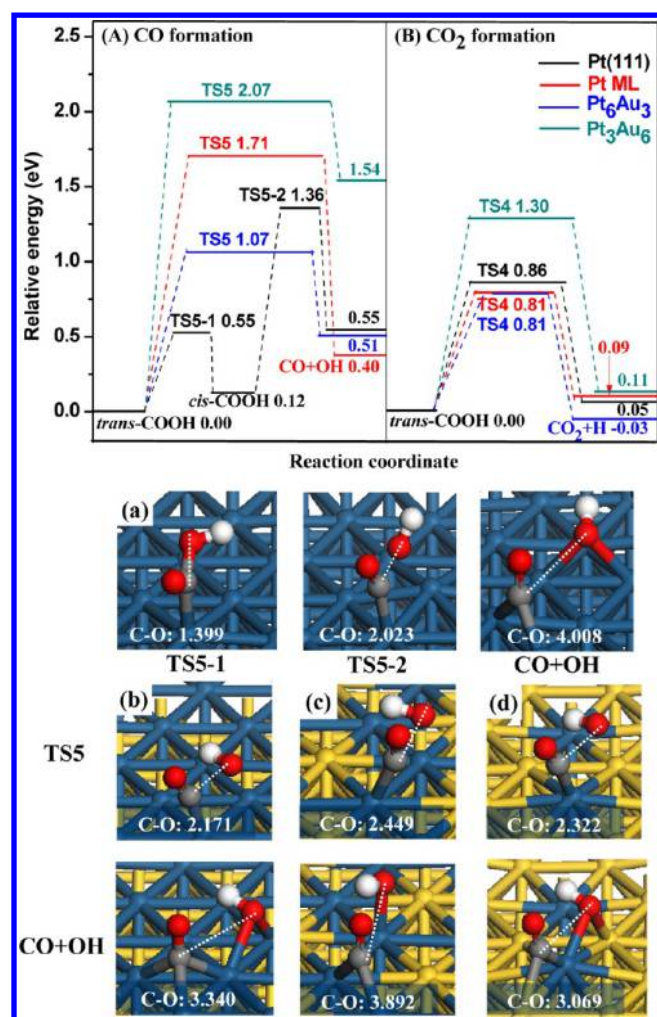 (A) CO formation
(B) CO2 formation
Pt(111)
Pt ML
Pt6Au3
Pt3Au6
Relative energy (eV)
2.5
2.0
1.5
1.0
0.5
0.0
TS5 2.07
1.54
TS5 1.71
TS5-2 1.36
TS5 1.07
TS5-1 0.55
0.55
0.51
CO+OH 0.40
cis-COOH 0.12
trans-COOH 0.00
TS4 1.30
TS4 0.86
TS4 0.81
TS4 0.81
0.09
0.11
0.05
CO2+H -0.03
trans-COOH 0.00
Reaction coordinate
(a)
C-O: 1.399
C-O: 2.023
C-O: 4.008
TS5-1
TS5-2
CO+OH
TS5
(b)
(c)
(d)
C-O: 2.171
C-O: 2.449
C-O: 2.322
CO+OH
C-O: 3.340
C-O: 3.892
C-O: 3.069